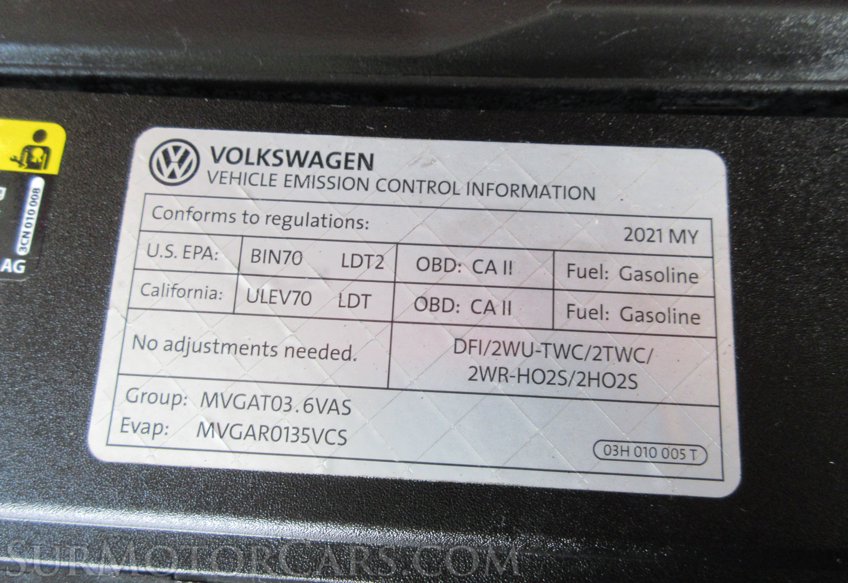 VOLKSWAGEN
VEHICLE EMISSION CONTROL INFORMATION
Conforms to regulations: 2021 MY
U.S. EPA: BIN70 LDT2 OBD: CA II Fuel: Gasoline
California: ULEV70 LDT OBD: CA II Fuel: Gasoline
No adjustments needed. DFI/2WU-TWC/2TWC/
2WR-HO2S/2HO2S
Group: MVGAT03.6VAS
Evap: MVGAR0135VCS
03H 010 005 T
3CN 010 008
AG
SURMOTORCARS.COM